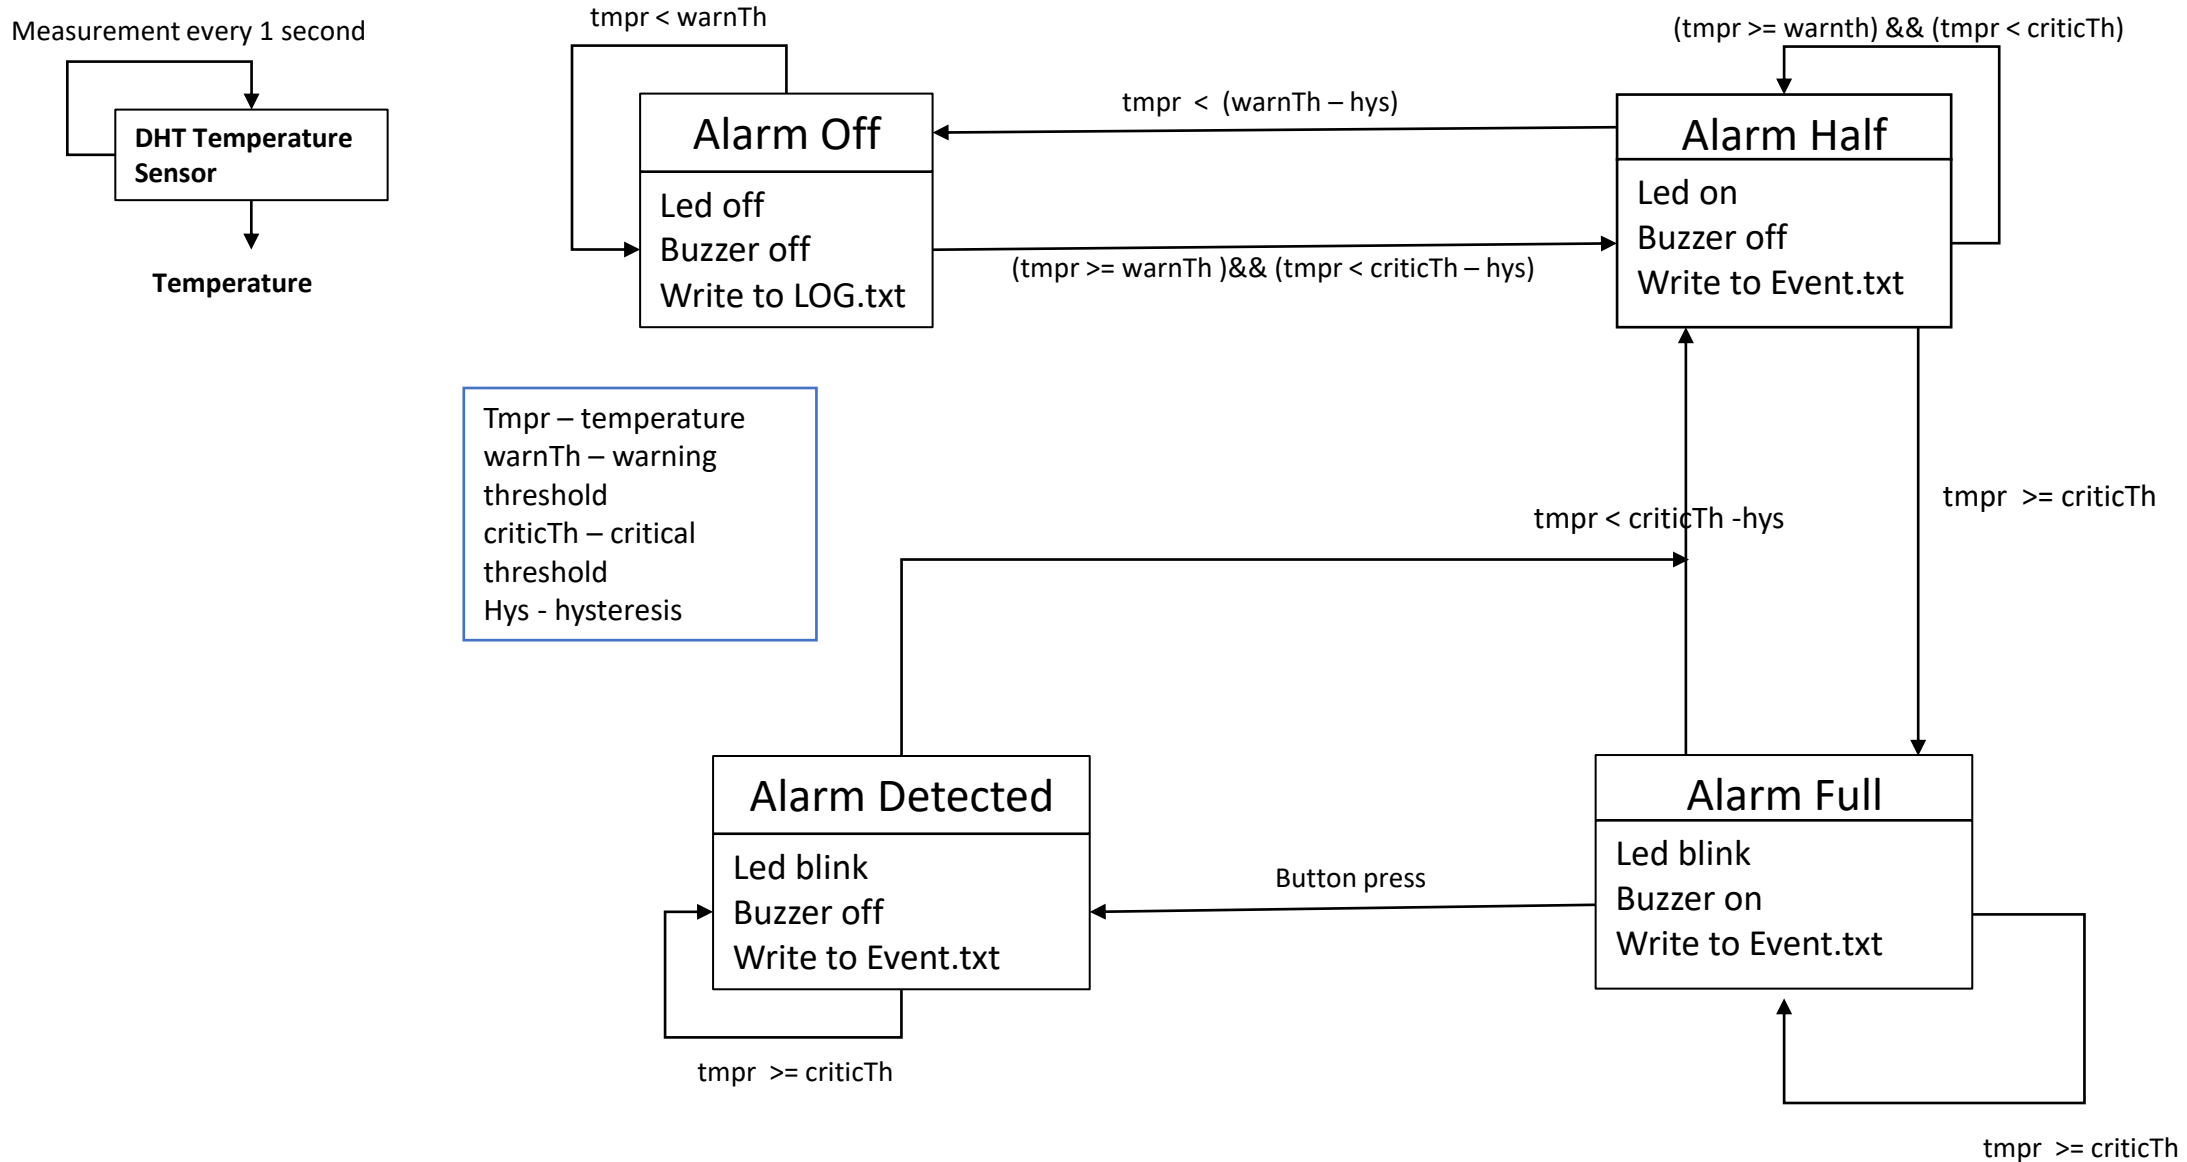 Measurement every 1 second
DHT Temperature
Sensor
Temperature
tmpr < warnTh
Alarm Off
Led off
Buzzer off
Write to LOG.txt
tmpr < (warnTh – hys)
(tmpr >= warnTh )&& (tmpr < criticTh – hys)
(tmpr >= warnth) && (tmpr < criticTh)
Alarm Half
Led on
Buzzer off
Write to Event.txt
Tmpr – temperature
warnTh – warning
threshold
criticTh – critical
threshold
Hys - hysteresis
tmpr < criticTh -hys
tmpr >= criticTh
Alarm Detected
Led blink
Buzzer off
Write to Event.txt
tmpr >= criticTh
Button press
Alarm Full
Led blink
Buzzer on
Write to Event.txt
tmpr >= criticTh